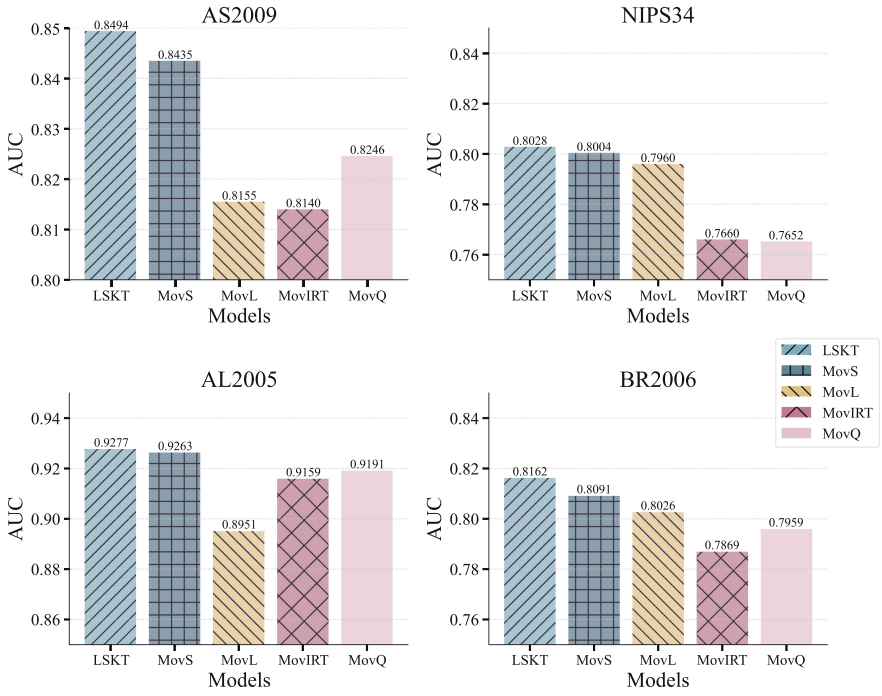 AS2009
AUC
0.85
0.84
0.83
0.82
0.81
0.80
0.8494
0.8435
0.8155
0.8140
0.8246
LSKT MovS MovL MovIRT MovQ
Models
NIPS34
AUC
0.84
0.82
0.80
0.78
0.76
0.8028
0.8004
0.7960
0.7660
0.7652
LSKT MovS MovL MovIRT MovQ
Models
LSKT
MovS
MovL
MovIRT
MovQ
AL2005
AUC
0.94
0.92
0.90
0.88
0.86
0.9277
0.9263
0.8951
0.9159
0.9191
LSKT MovS MovL MovIRT MovQ
Models
BR2006
AUC
0.84
0.82
0.80
0.78
0.76
0.8162
0.8091
0.8026
0.7869
0.7959
LSKT MovS MovL MovIRT MovQ
Models